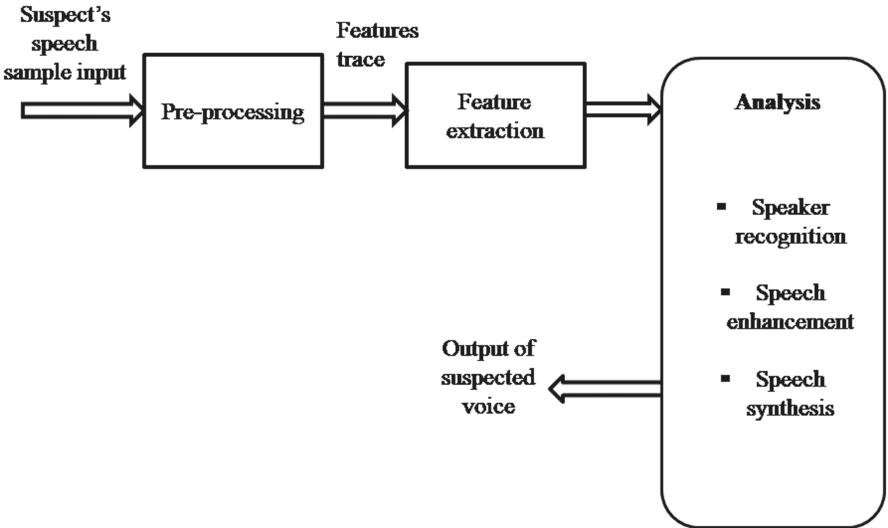 Suspect's
speech
sample input
Pre-processing
Features
trace
Feature
extraction
Analysis
▪ Speaker
recognition
▪ Speech
enhancement
▪ Speech
synthesis
Output of
suspected
voice